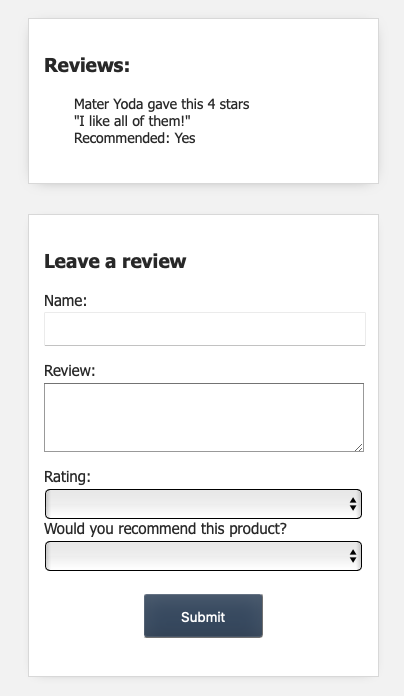 Reviews:
Mater Yoda gave this 4 stars
"I like all of them!"
Recommended: Yes
Leave a review
Name:
Review:
Rating:
Would you recommend this product?
Submit